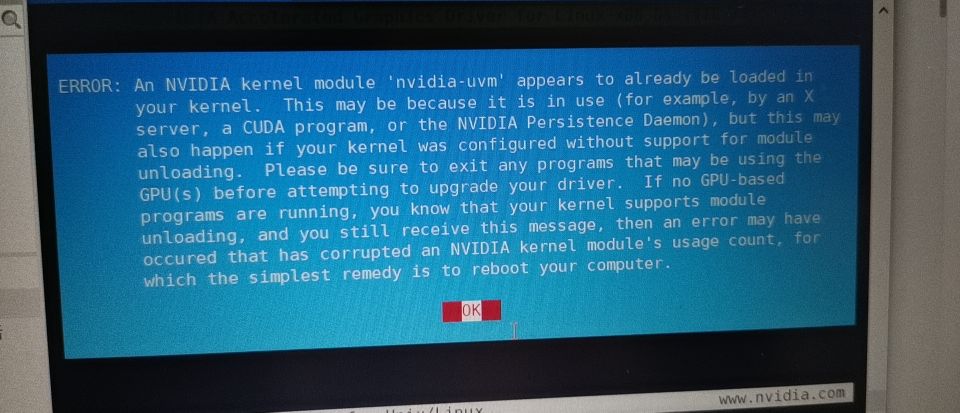 Accelerated Graphics Driver for Linux-x86
ERROR: An NVIDIA kernel module 'nvidia-uvm' appears to already be loaded in
your kernel.  This may be because it is in use (for example, by an X
server, a CUDA program, or the NVIDIA Persistence Daemon), but this may
also happen if your kernel was configured without support for module
unloading.  Please be sure to exit any programs that may be using the
GPU(s) before attempting to upgrade your driver.  If no GPU-based
programs are running, you know that your kernel supports module
unloading, and you still receive this message, then an error may have
occured that has corrupted an NVIDIA kernel module's usage count, for
which the simplest remedy is to reboot your computer.
OK
Unix/Linux
www.nvidia.com